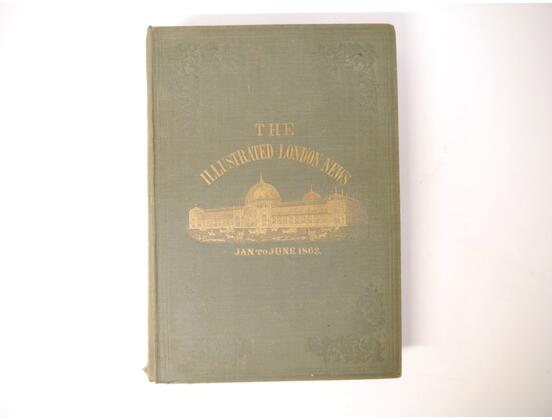 THE
ILLUSTRATED LONDON NEWS
JAN TO JUNE 1862.